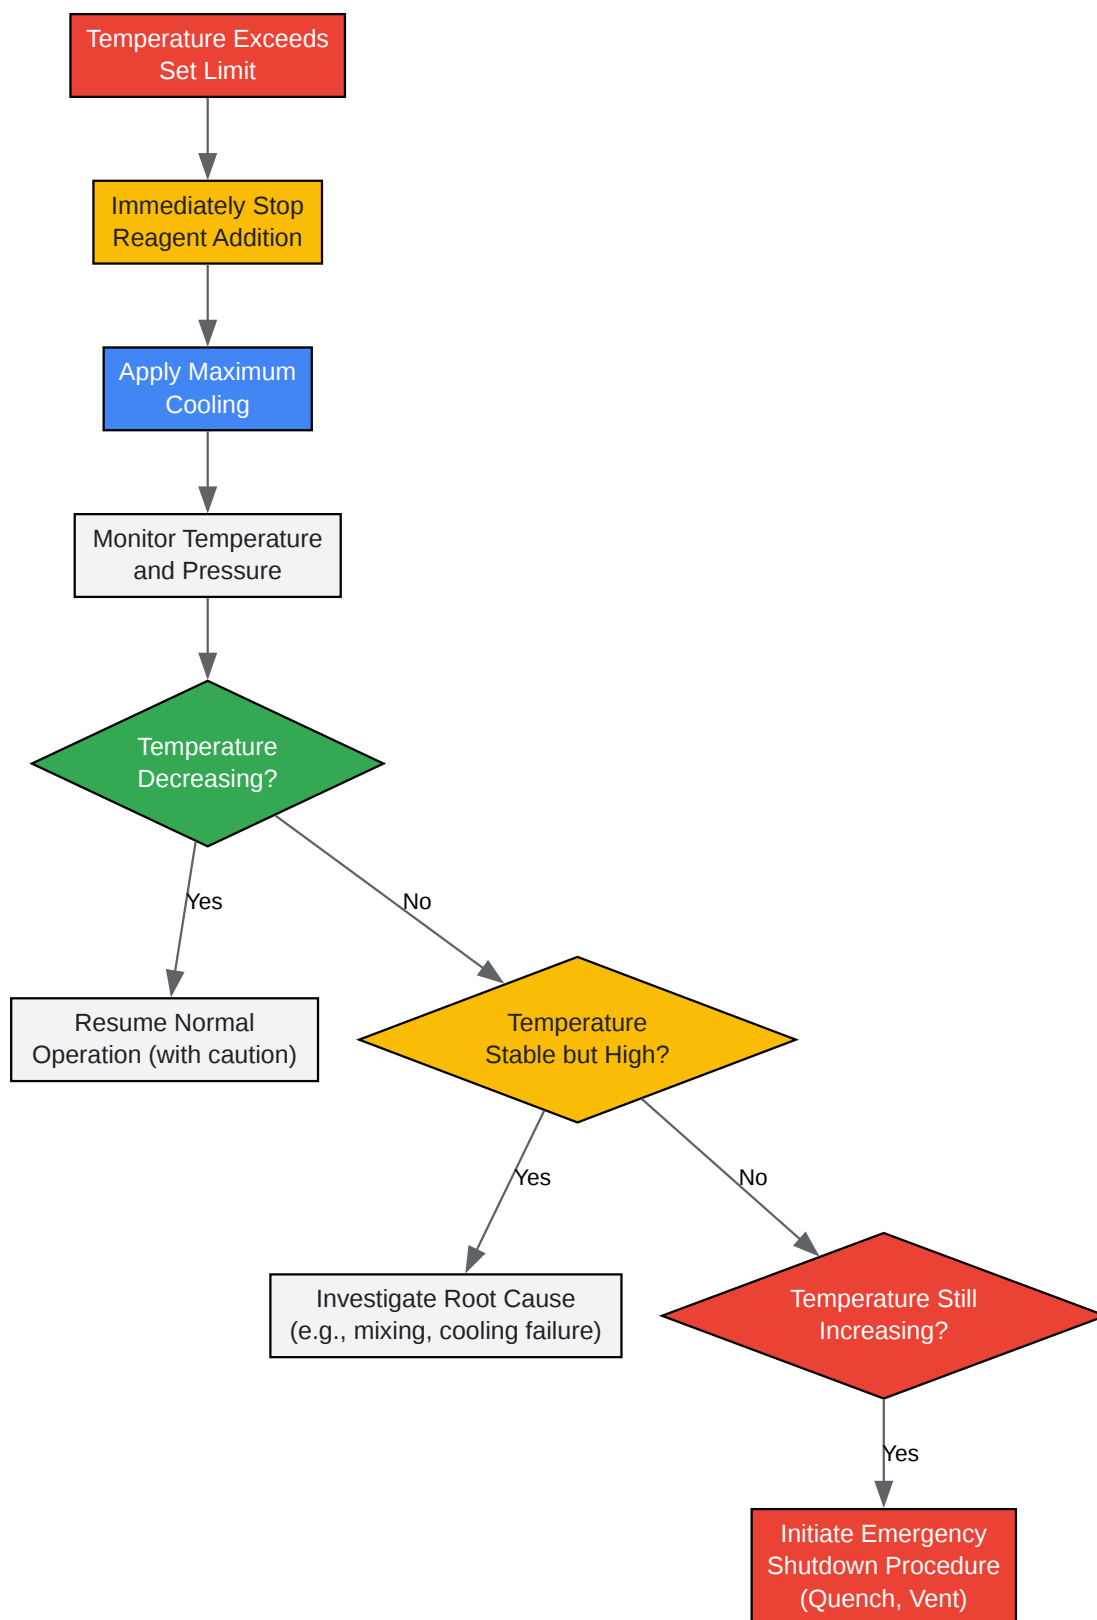 Temperature Exceeds
Set Limit
Immediately Stop
Reagent Addition
Apply Maximum
Cooling
Monitor Temperature
and Pressure
Temperature
Decreasing?
Yes
No
Resume Normal
Operation (with caution)
Temperature
Stable but High?
Yes
No
Investigate Root Cause
(e.g., mixing, cooling failure)
Temperature Still
Increasing?
Yes
Initiate Emergency
Shutdown Procedure
(Quench, Vent)